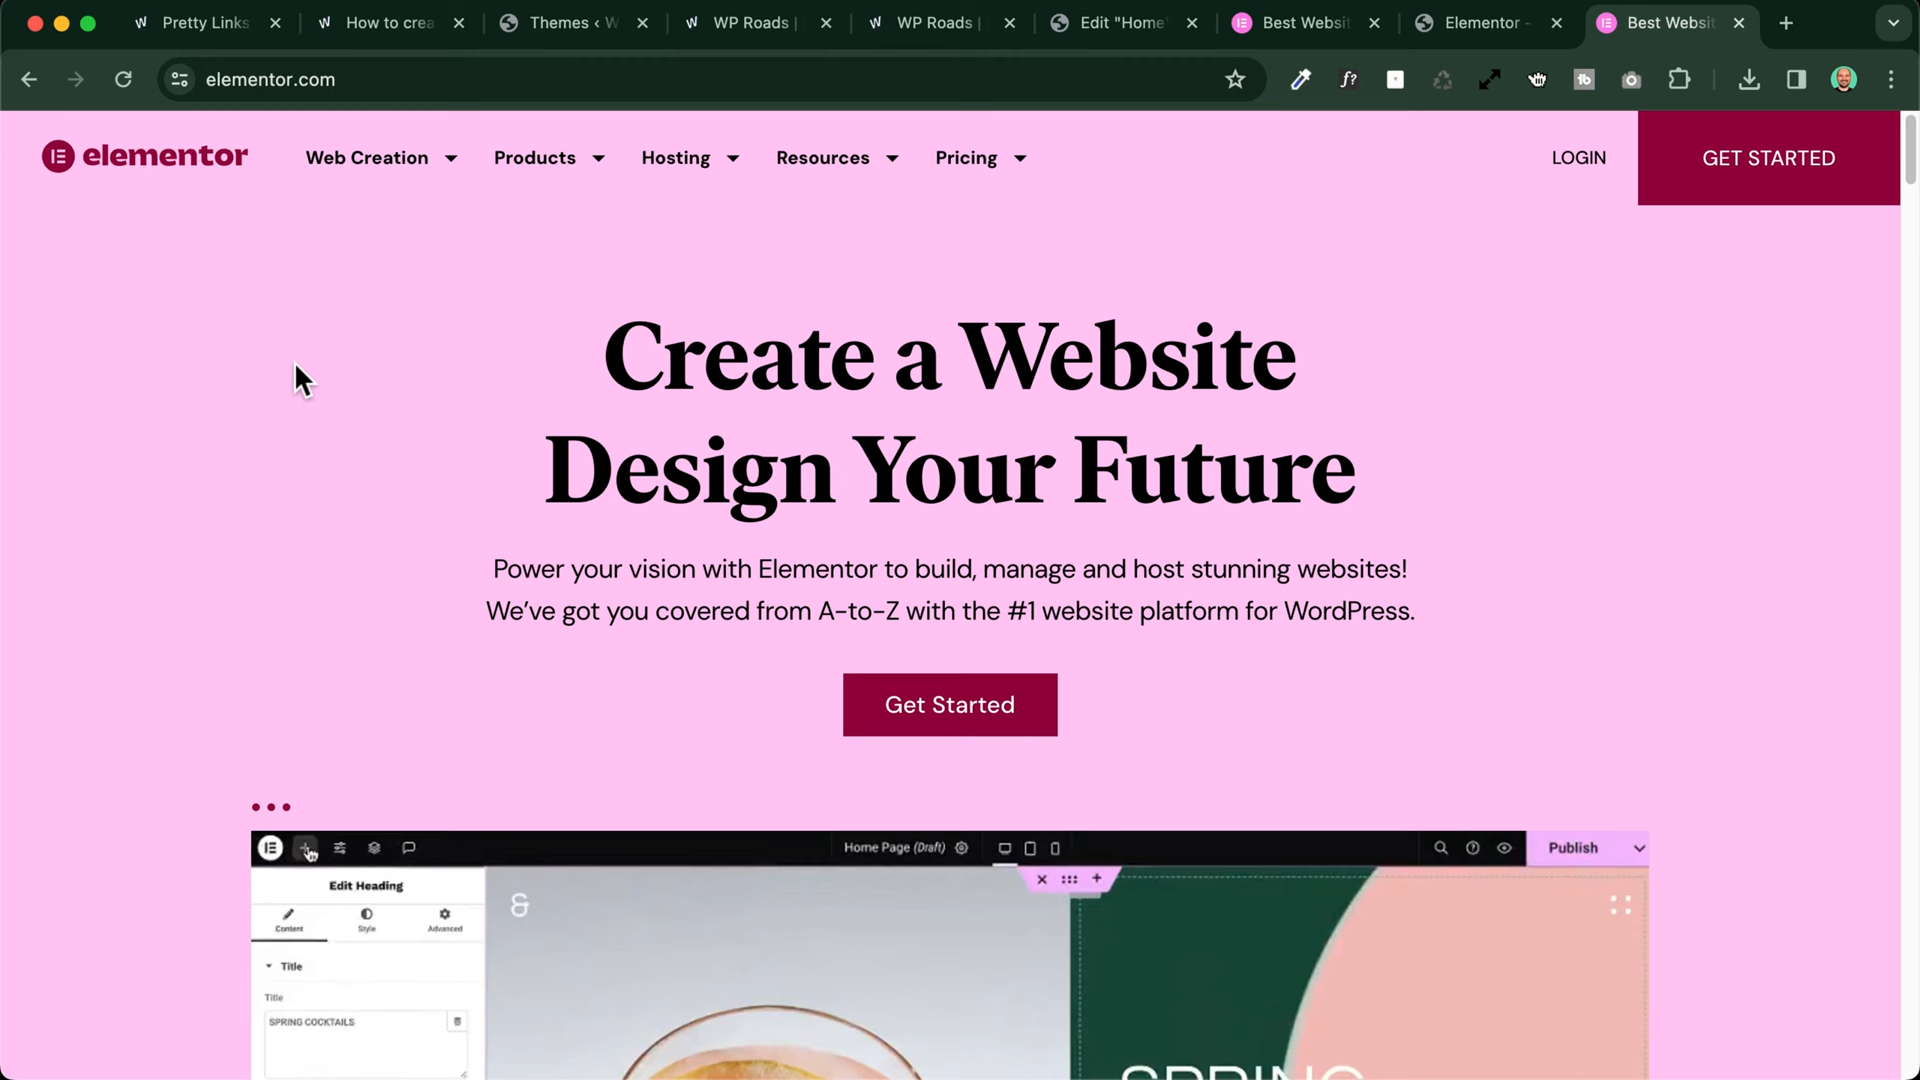 Pretty Links
How to crea
Themes ‹ W
WP Roads |
WP Roads |
Edit "Home"
Best Websit
Elementor -
Best Websit
elementor.com
f?
tb
elementor
Web Creation
Products
Hosting
Resources
Pricing
LOGIN
GET STARTED
Create a Website
Design Your Future
Power your vision with Elementor to build, manage and host stunning websites!
We've got you covered from A-to-Z with the #1 website platform for WordPress.
Get Started
Home Page (Draft)
Publish
Edit Heading
&
Content
Style
Advanced
Title
Title
SPRING COCKTAILS
SPRING